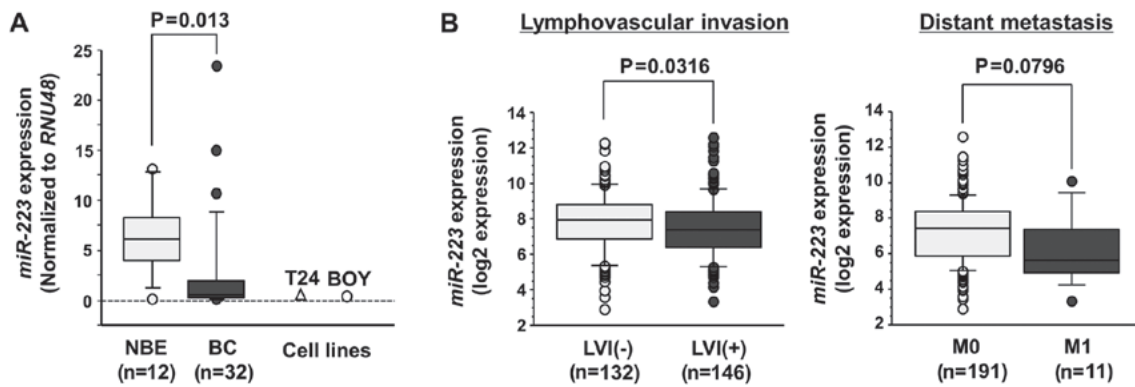 A
P=0.013
miR-223 expression
(Normalized to RNU48)
25
20
15
10
5
0
T24 BOY
NBE
(n=12)
BC
(n=32)
Cell lines
B
Lymphovascular invasion
P=0.0316
miR-223 expression
(log2 expression)
14
12
10
8
6
4
2
LVI(-)
(n=132)
LVI(+)
(n=146)
Distant metastasis
P=0.0796
miR-223 expression
(log2 expression)
14
12
10
8
6
4
2
M0
(n=191)
M1
(n=11)